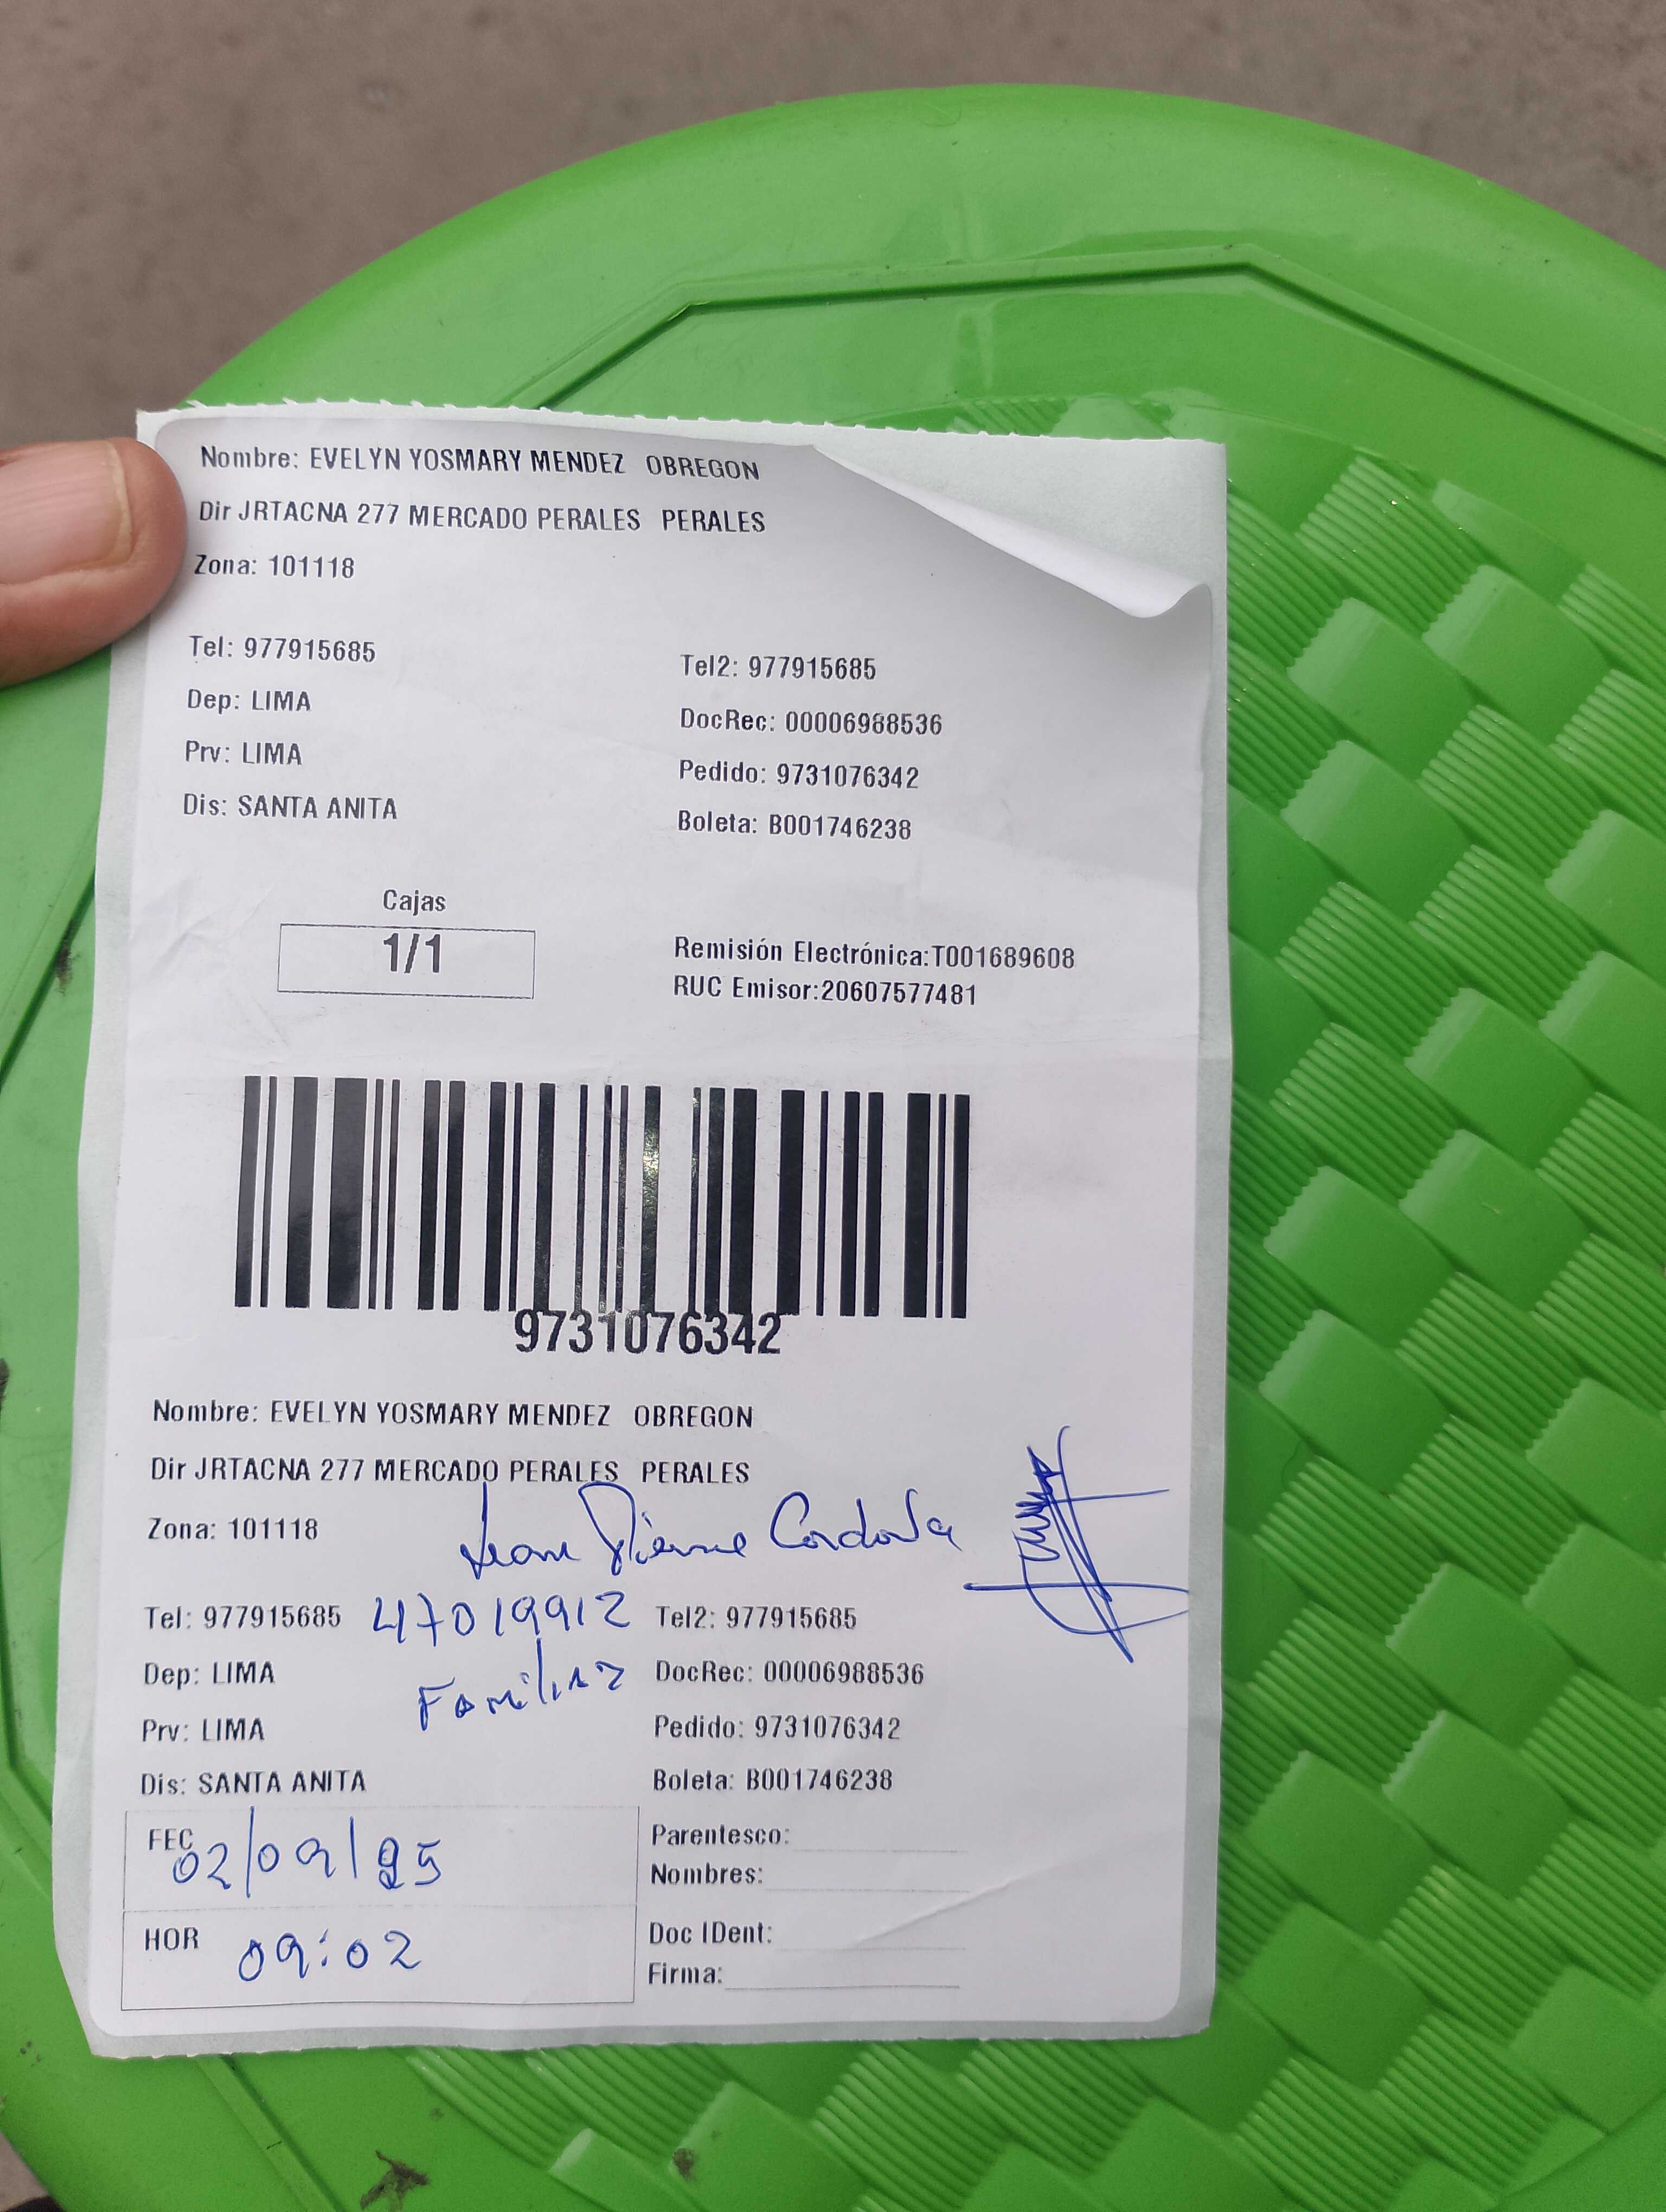 Nombre: EVELYN YOSMARY MENDEZ OBREGON
Dir JRTACNA 277 MERCADO PERALES PERALES
Zona: 101118
Tel: 977915685 Tel2: 977915685
Dep: LIMA DocRec: 00006988536
Prv: LIMA Pedido: 9731076342
Dis: SANTA ANITA Boleta: B001746238
Cajas
1/1
Remisión Electrónica:T001689608
RUC Emisor:20607577481
9731076342
Nombre: EVELYN YOSMARY MENDEZ OBREGON
Dir JRTACNA 277 MERCADO PERALES PERALES
Jean Pierre Cordova
Zona: 101118
Tel: 977915685 47019912 Tel2: 977915685
Dep: LIMA Familiar DocRec: 00006988536
Prv: LIMA Pedido: 9731076342
Dis: SANTA ANITA Boleta: B001746238
FEC 02/09/25 Parentesco:
Nombres:
HOR 09:02 Doc IDent:
Firma: